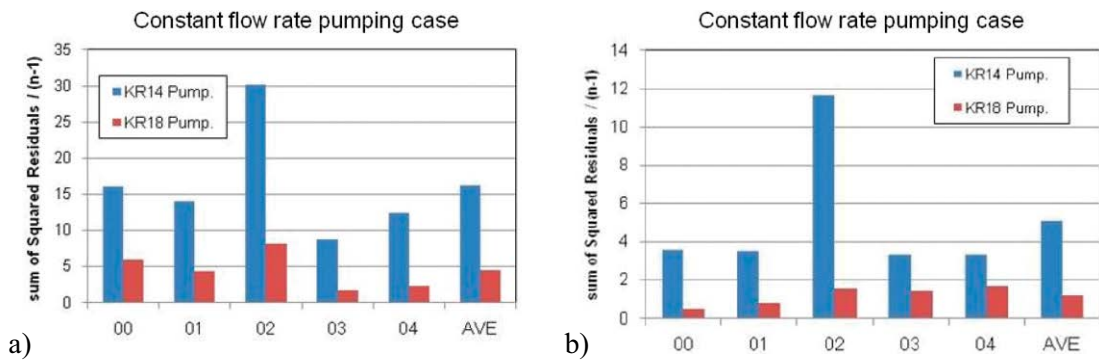 Constant flow rate pumping case
sum of Squared Residuals / (n-1)
35
30
25
20
15
10
5
0
KR14 Pump.
KR18 Pump.
00 01 02 03 04 AVE
a)
Constant flow rate pumping case
sum of Squared Residuals / (n-1)
14
12
10
8
6
4
2
0
KR14 Pump.
KR18 Pump.
00 01 02 03 04 AVE
b)